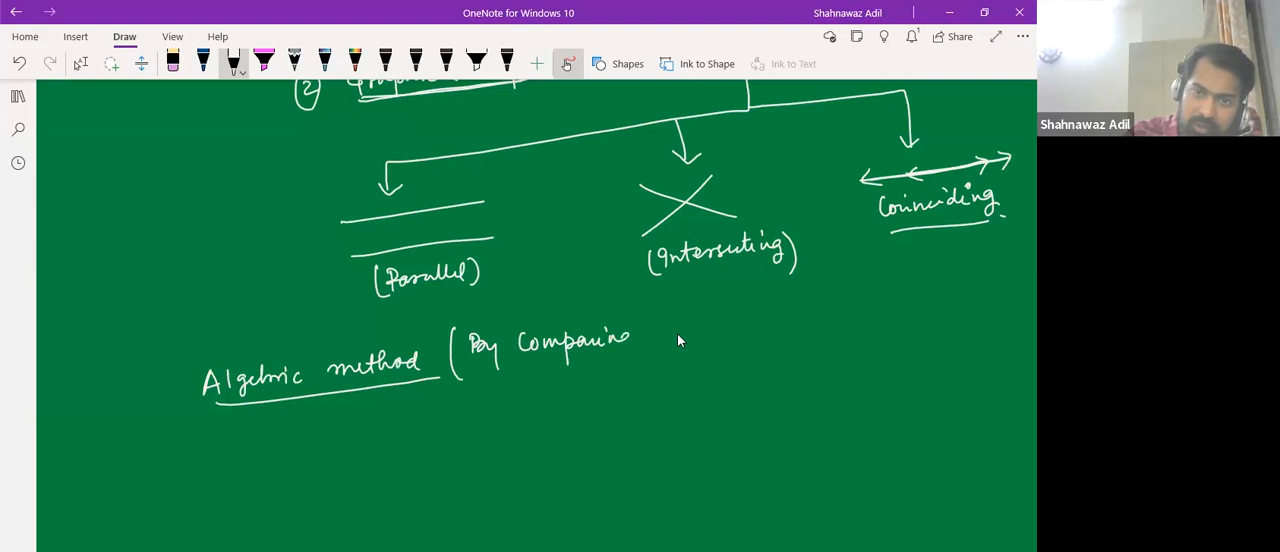 OneNote for Windows 10
Shahnawaz Adil
Home Insert Draw View Help
Share
Shapes Ink to Shape Ink to Text
Shahnawaz Adil
2
(Parallel)
(Intersecting)
Coinciding
Algebric method (By Comparing